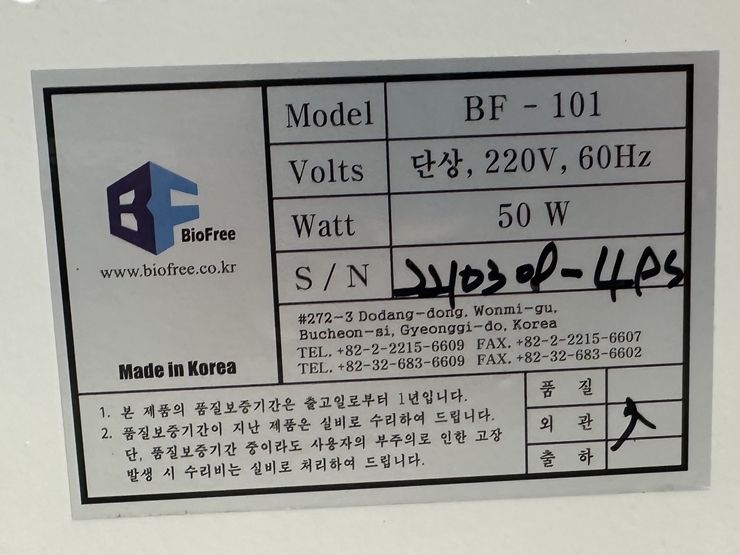 BF
BioFree
www.biofree.co.kr
Made in Korea
Model BF - 101
Volts 단상, 220V, 60Hz
Watt 50 W
S / N
#272-3 Dodang-dong, Wonmi-gu,
Bucheon-si, Gyeonggi-do, Korea
TEL. +82-2-2215-6609 FAX. +82-2-2215-6607
TEL. +82-32-683-6609 FAX. +82-32-683-6602
1. 본 제품의 품질보증기간은 출고일로부터 1년입니다.
2. 품질보증기간이 지난 제품은 실비로 수리하여 드립니다.
단, 품질보증기간 중이라도 사용자의 부주의로 인한 고장
발생 시 수리비는 실비로 처리하여 드립니다.
품 질
외 관
출 하